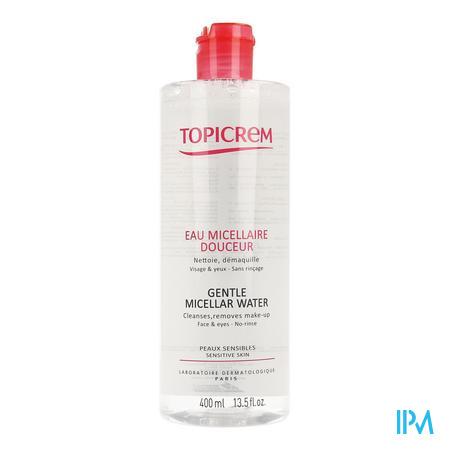 TOPICREM
EAU MICELLAIRE
DOUCEUR
Nettoie, démaquille
Visage & yeux - Sans rinçage
GENTLE
MICELLAR WATER
Cleanses,removes make-up
Face & eyes - No-rinse
PEAUX SENSIBLES
SENSITIVE SKIN
LABORATOIRE DERMATOLOGIQUE
PARIS
400 ml 13.5 fl.oz.
IPM